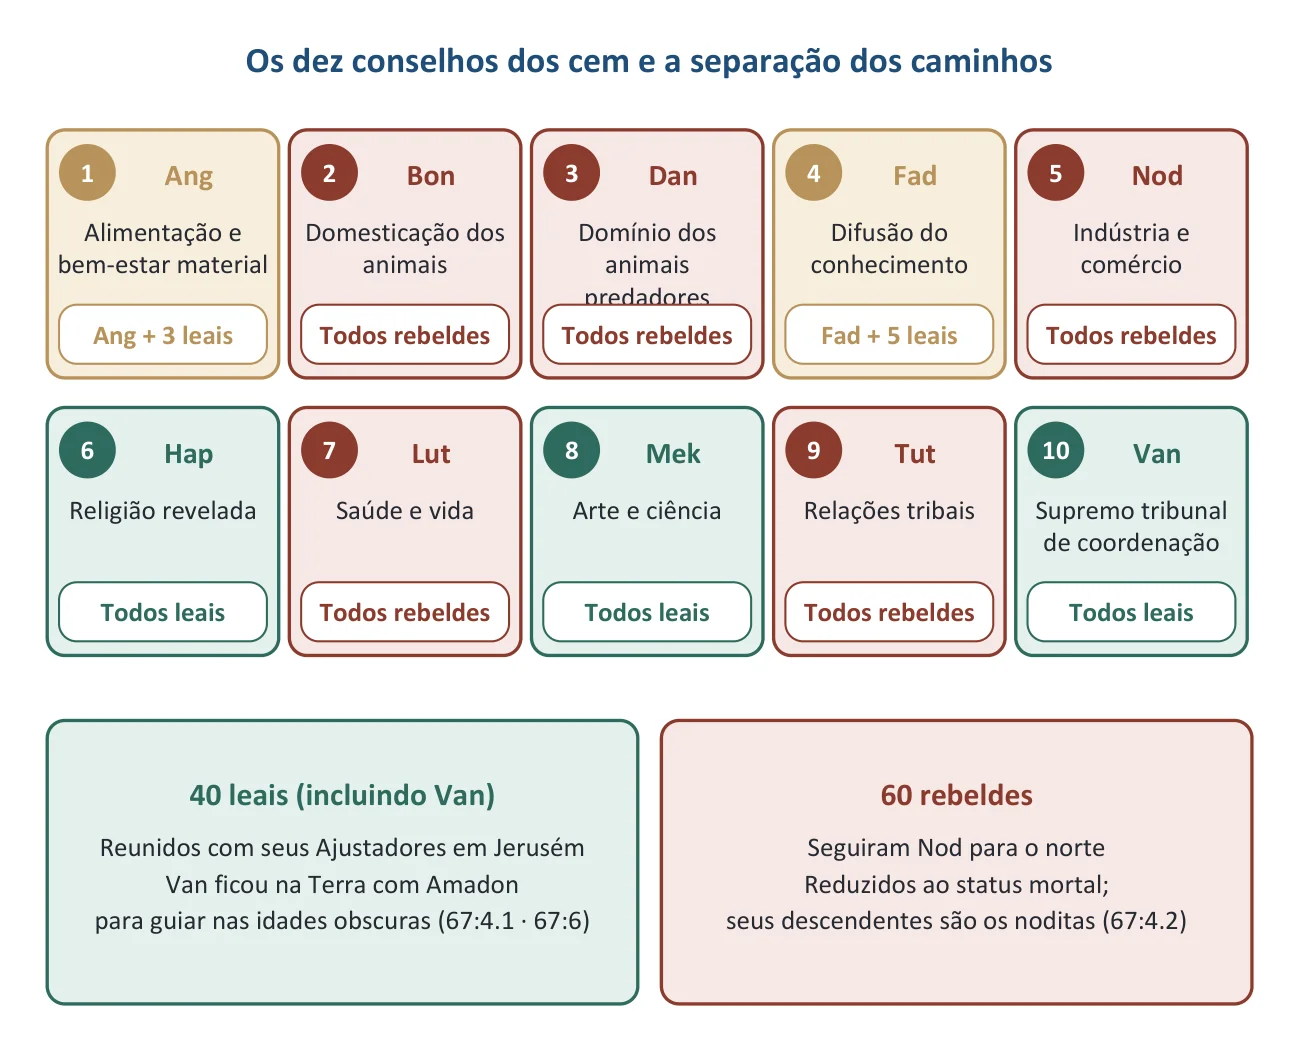 Os dez conselhos dos cem e a separação dos caminhos
1
Ang
Alimentação e
bem-estar material
Ang + 3 leais
2
Bon
Domesticação dos
animais
Todos rebeldes
3
Dan
Domínio dos
animais
predadores
Todos rebeldes
4
Fad
Difusão do
conhecimento
Fad + 5 leais
5
Nod
Indústria e
comércio
Todos rebeldes
6
Hap
Religião revelada
Todos leais
7
Lut
Saúde e vida
Todos rebeldes
8
Mek
Arte e ciência
Todos leais
9
Tut
Relações tribais
Todos rebeldes
10
Van
Supremo tribunal
de coordenação
Todos leais
40 leais (incluindo Van)
Reunidos com seus Ajustadores em Jerusém
Van ficou na Terra com Amadon
para guiar nas idades obscuras (67:4.1 · 67:6)
60 rebeldes
Seguiram Nod para o norte
Reduzidos ao status mortal;
seus descendentes são os noditas (67:4.2)